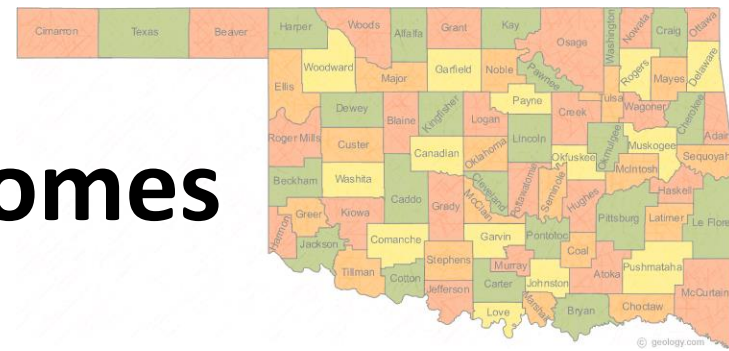 Cimarron Texas Beaver Harper Woods Alfalfa Grant Kay Osage Washington Nowata Craig Ottawa
Ellis Woodward Major Garfield Noble Pawnee Rogers Mayes Delaware
Dewey Blaine Kingfisher Logan Payne Creek Tulsa Wagoner Cherokee Adair
Roger Mills Custer Canadian Oklahoma Lincoln Okfuskee Okmulgee Muskogee McIntosh Sequoyah
omes
Beckham Washita Caddo Grady McClain Cleveland Pottawatomie Seminole Hughes Pittsburg Haskell Latimer Le Flore
Harmon Greer Kiowa Comanche Garvin Pontotoc Coal
Jackson Tillman Cotton Stephens Murray Carter Johnston Atoka Pushmataha McCurtain
Jefferson Love Marshall Bryan Choctaw
© geology.com